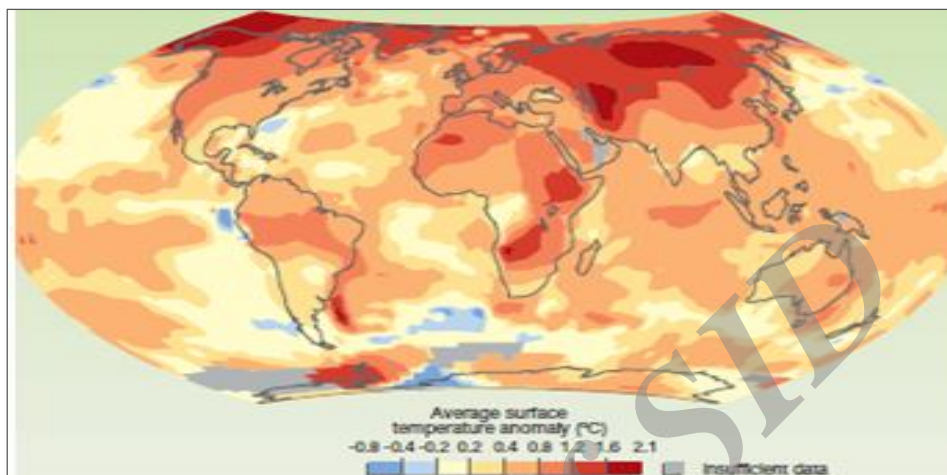 Average surface
temperature anomaly (ºC)
-0.8 -0.4 -0.2 0.2 0.4 0.8 1.2 1.6 2.1
Insufficient data
SID